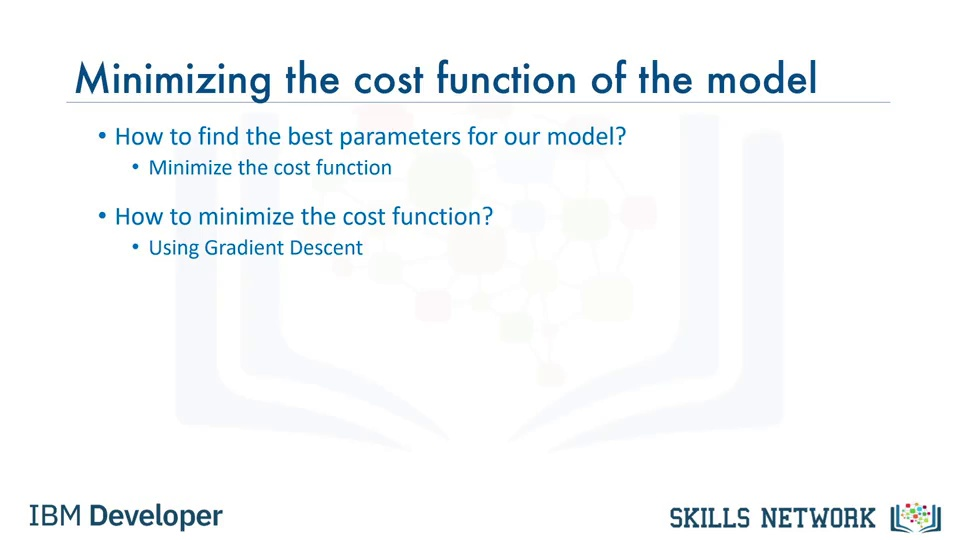 Minimizing the cost function of the model
• How to find the best parameters for our model?
• Minimize the cost function
• How to minimize the cost function?
• Using Gradient Descent
IBM Developer
SKILLS NETWORK